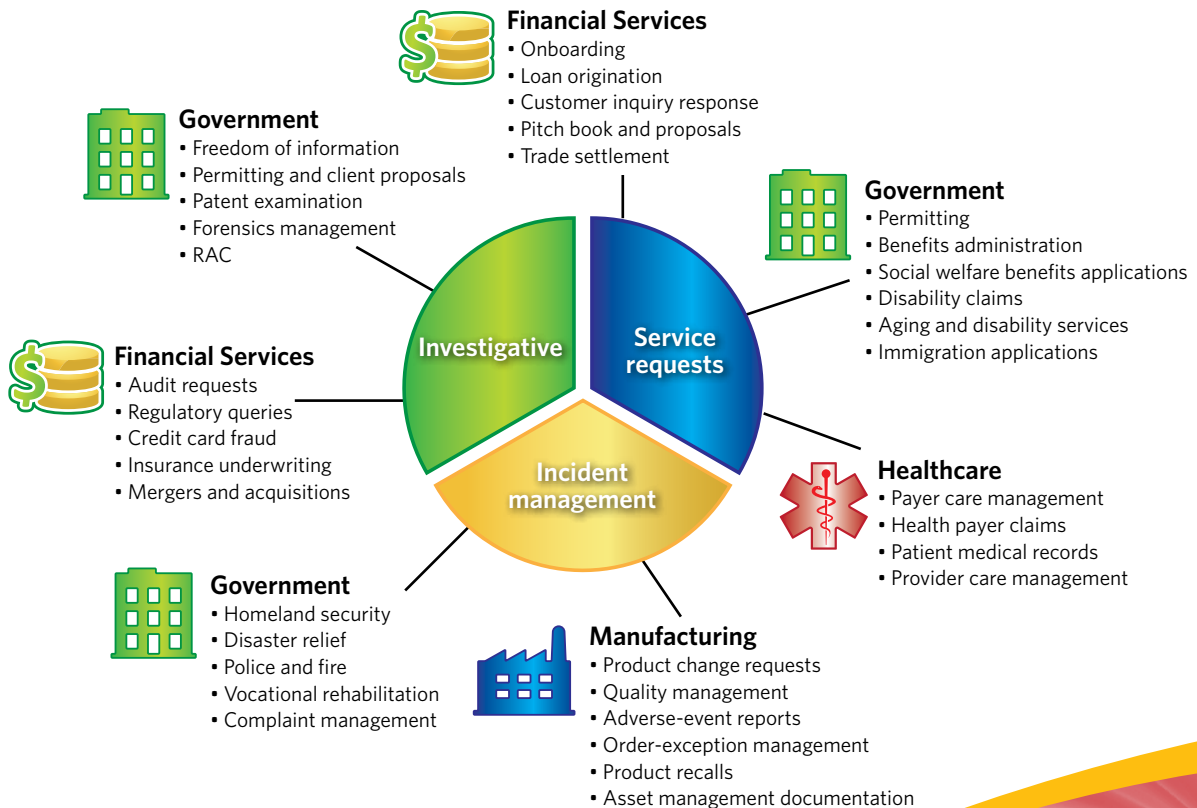 Financial Services
• Onboarding
• Loan origination
• Customer inquiry response
• Pitch book and proposals
• Trade settlement
Government
• Freedom of information
• Permitting and client proposals
• Patent examination
• Forensics management
• RAC
Government
• Permitting
• Benefits administration
• Social welfare benefits applications
• Disability claims
• Aging and disability services
• Immigration applications
Investigative
Service
requests
Incident
management
Financial Services
• Audit requests
• Regulatory queries
• Credit card fraud
• Insurance underwriting
• Mergers and acquisitions
Healthcare
• Payer care management
• Health payer claims
• Patient medical records
• Provider care management
Government
• Homeland security
• Disaster relief
• Police and fire
• Vocational rehabilitation
• Complaint management
Manufacturing
• Product change requests
• Quality management
• Adverse-event reports
• Order-exception management
• Product recalls
• Asset management documentation